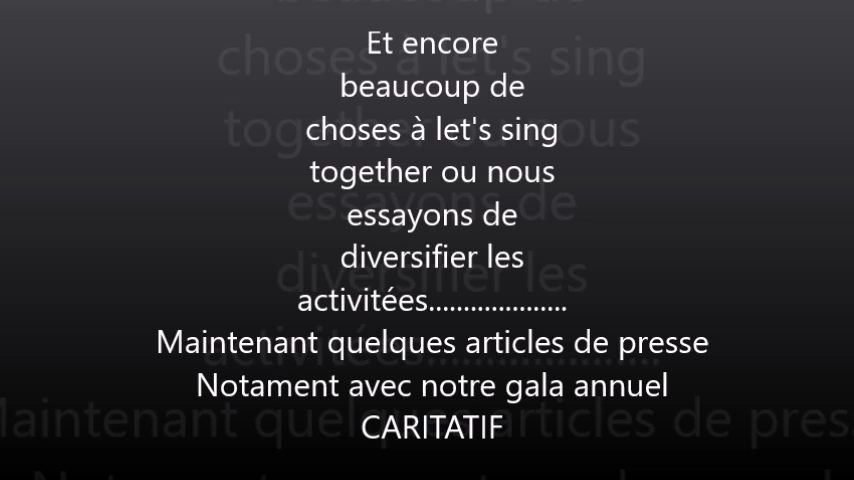 Et encore
beaucoup de
choses à let's sing
together ou nous
essayons de
diversifier les
activitées....................
Maintenant quelques articles de presse
Notament avec notre gala annuel
CARITATIF